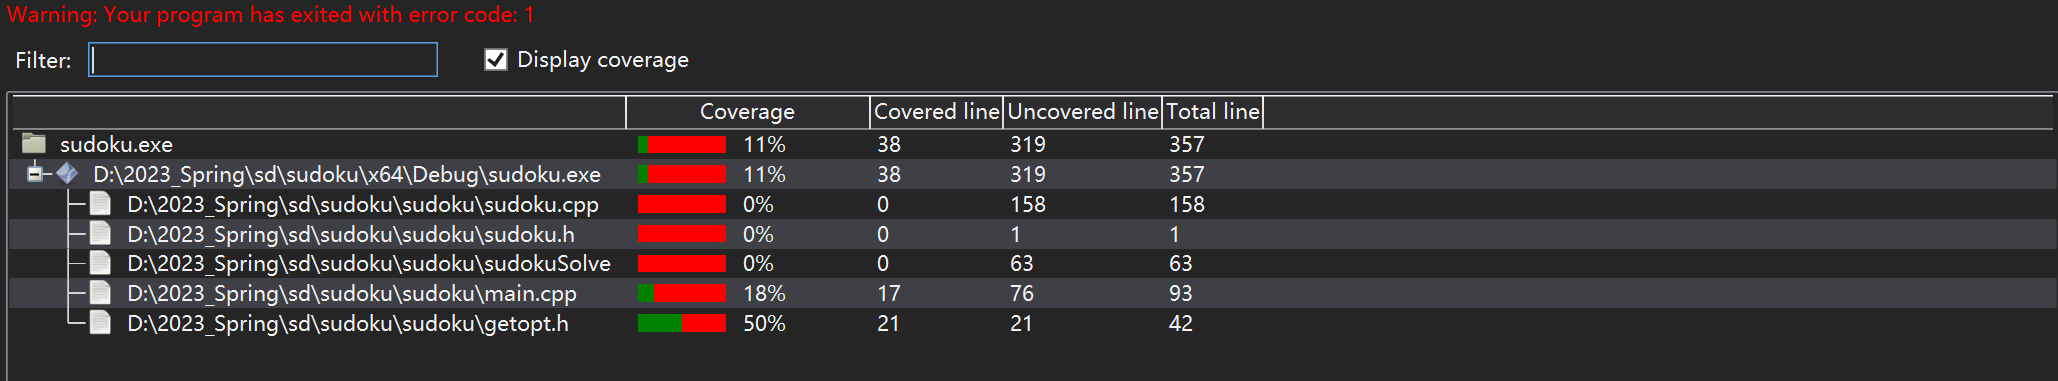 Warning: Your program has exited with error code: 1
Filter: Display coverage
Coverage Covered line Uncovered line Total line
sudoku.exe 11% 38 319 357
D:\2023_Spring\sd\sudoku\x64\Debug\sudoku.exe 11% 38 319 357
D:\2023_Spring\sd\sudoku\sudoku\sudoku.cpp 0% 0 158 158
D:\2023_Spring\sd\sudoku\sudoku\sudoku.h 0% 0 1 1
D:\2023_Spring\sd\sudoku\sudoku\sudokuSolve 0% 0 63 63
D:\2023_Spring\sd\sudoku\sudoku\main.cpp 18% 17 76 93
D:\2023_Spring\sd\sudoku\sudoku\getopt.h 50% 21 21 42